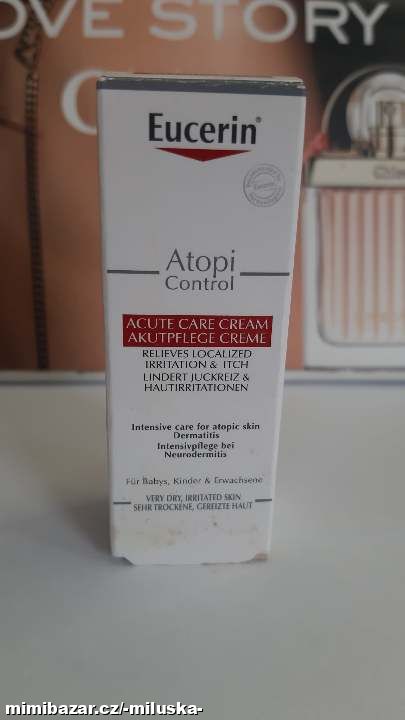 OVE STORY
Eucerin®
Atopi
Control
ACUTE CARE CREAM
AKUTPFLEGE CREME
RELIEVES LOCALIZED
IRRITATION & ITCH
LINDERT JUCKREIZ &
HAUTIRRITATIONEN
Intensive care for atopic skin
Dermatitis
Intensivpflege bei
Neurodermitis
Für Babys, Kinder & Erwachsene
VERY DRY, IRRITATED SKIN
SEHR TROCKENE, GEREIZTE HAUT
mimibazar.cz/-miluska-